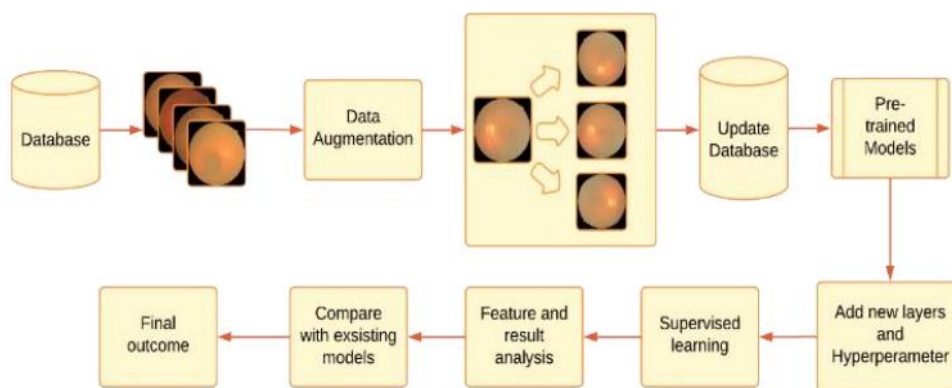 Database
Data
Augmentation
Update
Database
Pre-
trained
Models
Final
outcome
Compare
with exsisting
models
Feature and
result
analysis
Supervised
learning
Add new layers
and
Hyperperameter